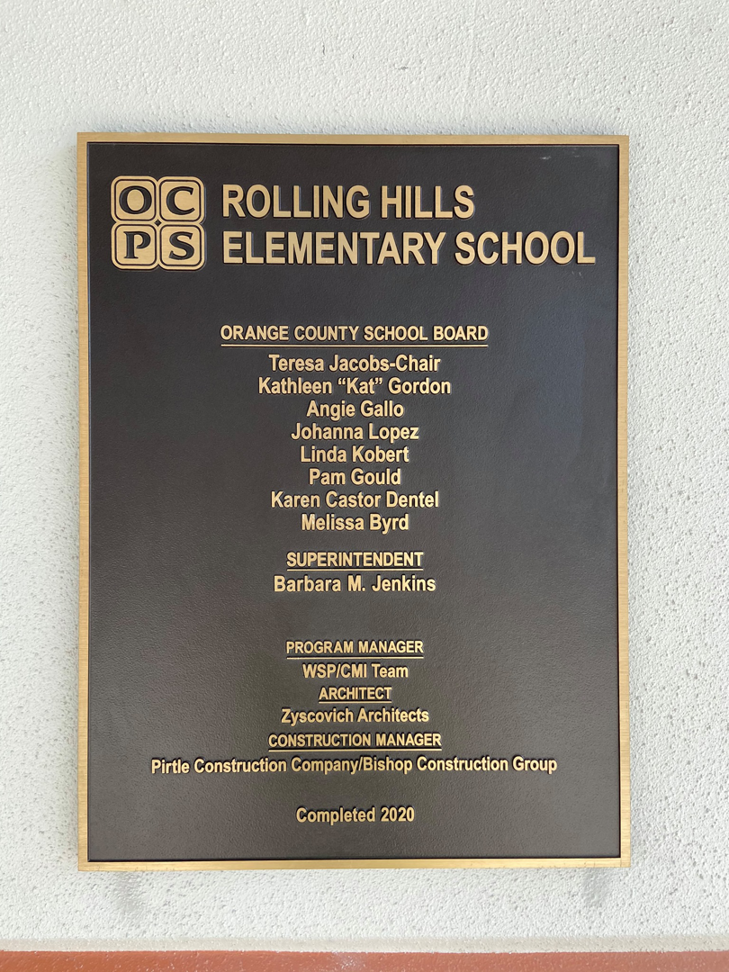 OC
PS
ROLLING HILLS
ELEMENTARY SCHOOL
ORANGE COUNTY SCHOOL BOARD
Teresa Jacobs-Chair
Kathleen “Kat” Gordon
Angie Gallo
Johanna Lopez
Linda Kobert
Pam Gould
Karen Castor Dentel
Melissa Byrd
SUPERINTENDENT
Barbara M. Jenkins
PROGRAM MANAGER
WSP/CMI Team
ARCHITECT
Zyscovich Architects
CONSTRUCTION MANAGER
Pirtle Construction Company/Bishop Construction Group
Completed 2020